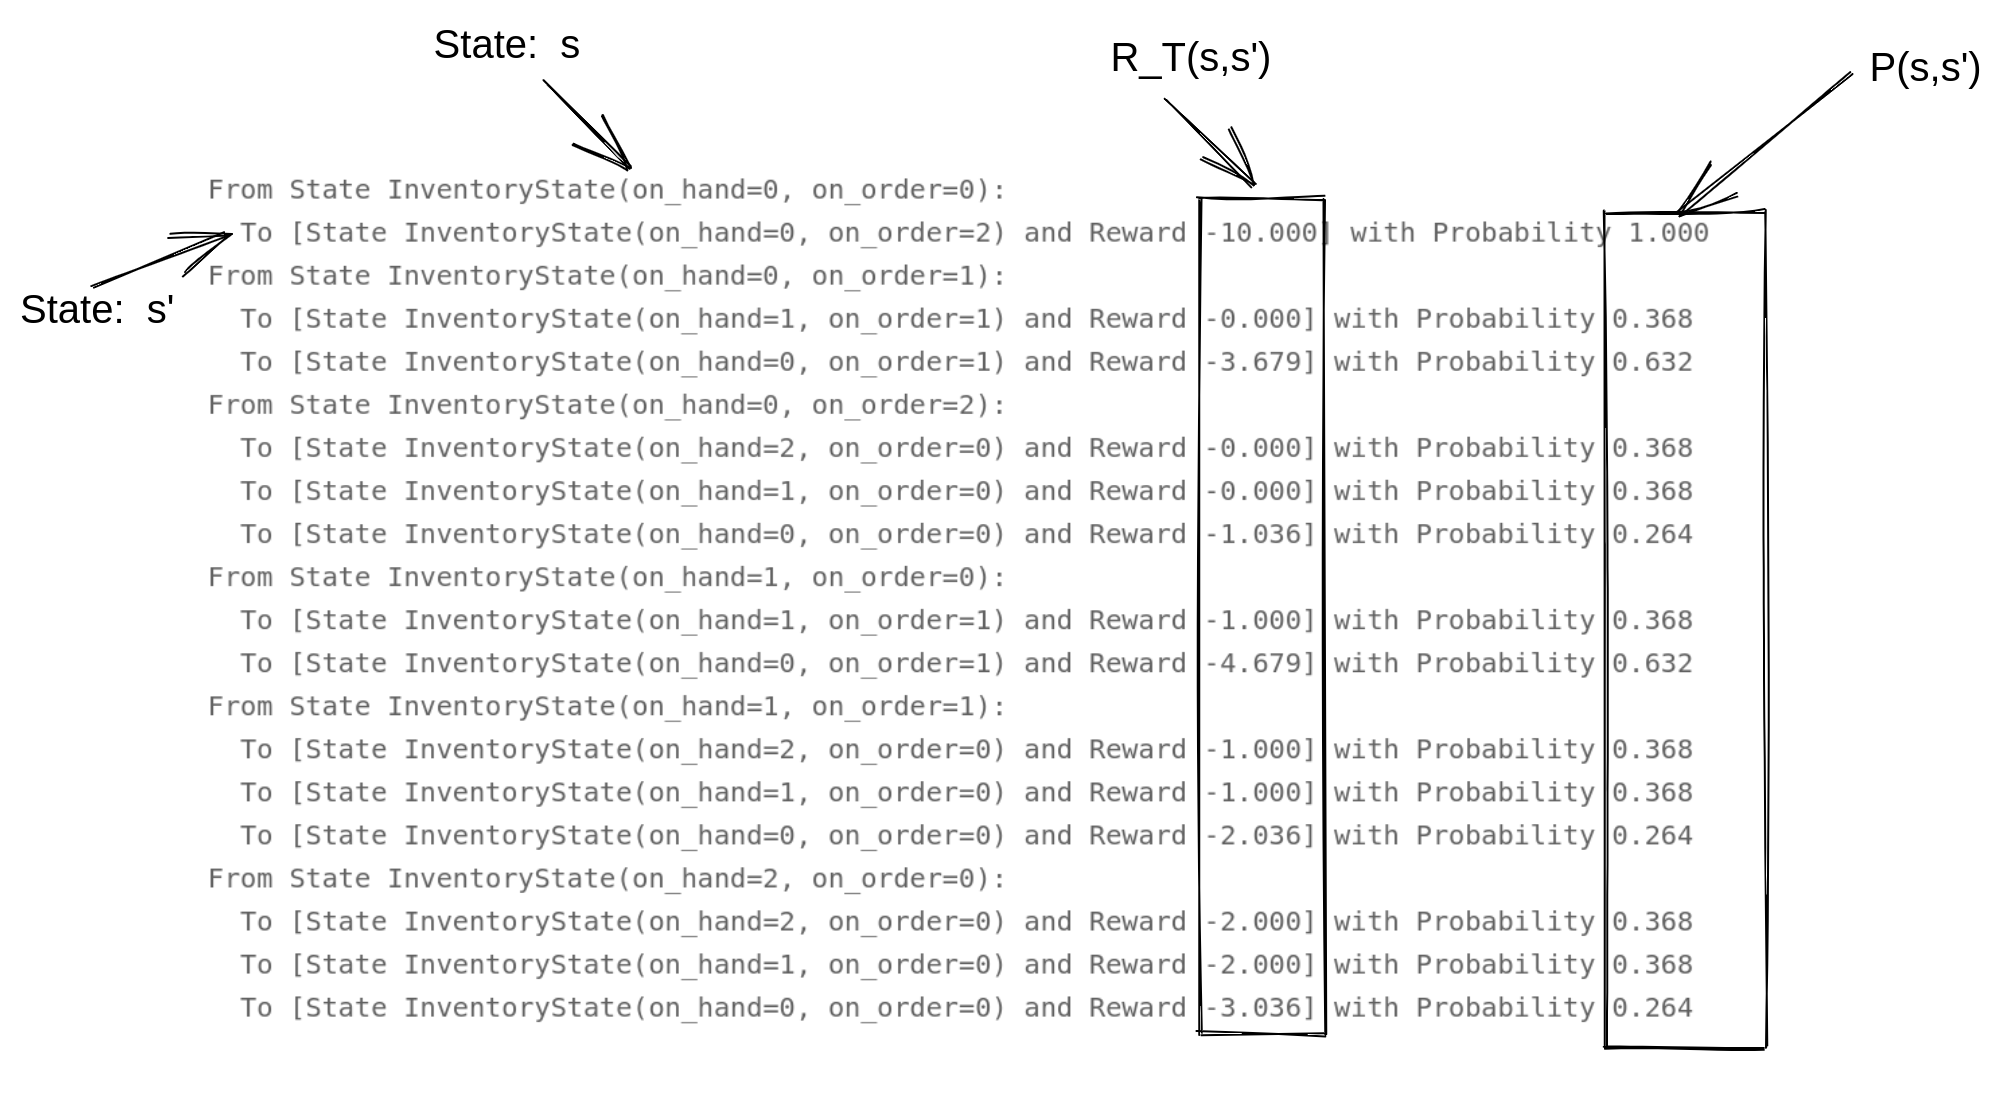 State: s
R_T(s,s')
P(s,s')
From State InventoryState(on_hand=0, on_order=0):
To [State InventoryState(on_hand=0, on_order=2) and Reward -10.000] with Probability 1.000
From State InventoryState(on_hand=0, on_order=1):
State: s'
To [State InventoryState(on_hand=1, on_order=1) and Reward -0.000] with Probability 0.368
To [State InventoryState(on_hand=0, on_order=1) and Reward -3.679] with Probability 0.632
From State InventoryState(on_hand=0, on_order=2):
To [State InventoryState(on_hand=2, on_order=0) and Reward -0.000] with Probability 0.368
To [State InventoryState(on_hand=1, on_order=0) and Reward -0.000] with Probability 0.368
To [State InventoryState(on_hand=0, on_order=0) and Reward -1.036] with Probability 0.264
From State InventoryState(on_hand=1, on_order=0):
To [State InventoryState(on_hand=1, on_order=1) and Reward -1.000] with Probability 0.368
To [State InventoryState(on_hand=0, on_order=1) and Reward -4.679] with Probability 0.632
From State InventoryState(on_hand=1, on_order=1):
To [State InventoryState(on_hand=2, on_order=0) and Reward -1.000] with Probability 0.368
To [State InventoryState(on_hand=1, on_order=0) and Reward -1.000] with Probability 0.368
To [State InventoryState(on_hand=0, on_order=0) and Reward -2.036] with Probability 0.264
From State InventoryState(on_hand=2, on_order=0):
To [State InventoryState(on_hand=2, on_order=0) and Reward -2.000] with Probability 0.368
To [State InventoryState(on_hand=1, on_order=0) and Reward -2.000] with Probability 0.368
To [State InventoryState(on_hand=0, on_order=0) and Reward -3.036] with Probability 0.264